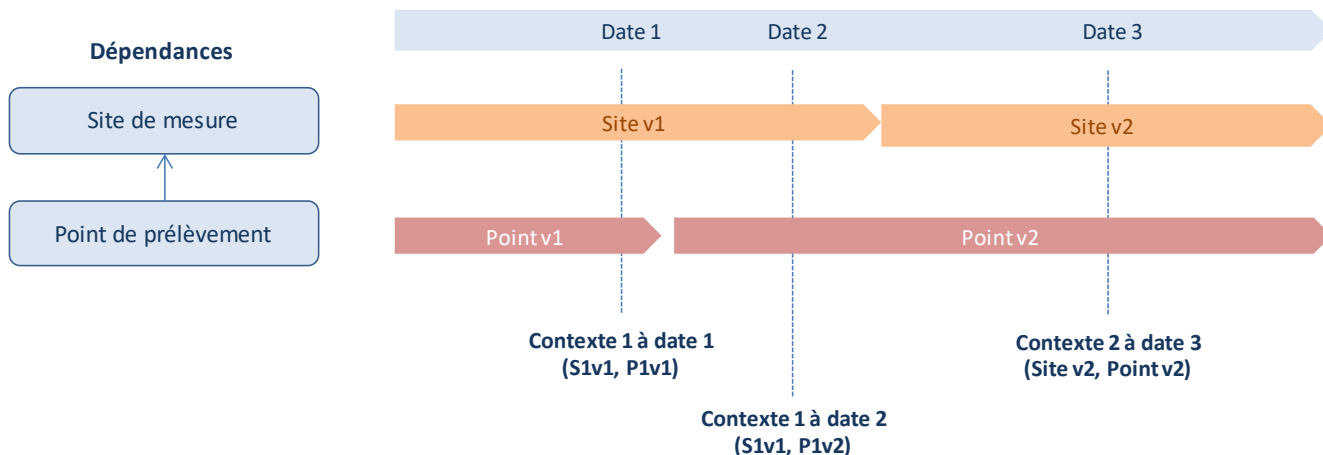 Date 1 Date 2 Date 3
Dépendances
Site de mesure
Site v1 Site v2
Point de prélèvement
Point v1 Point v2
Contexte 1 à date 1
(S1v1, P1v1)
Contexte 2 à date 3
(Site v2, Point v2)
Contexte 1 à date 2
(S1v1, P1v2)